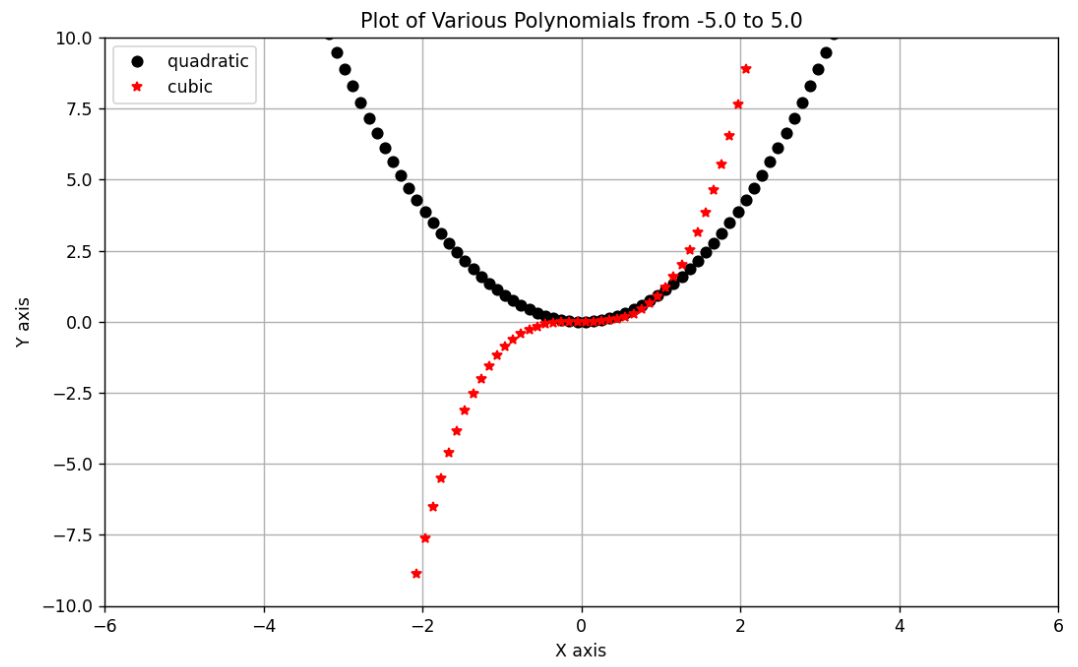 Plot of Various Polynomials from -5.0 to 5.0
quadratic
cubic
10.0
7.5
5.0
2.5
0.0
−2.5
−5.0
−7.5
−10.0
Y axis
−6 −4 −2 0 2 4 6
X axis